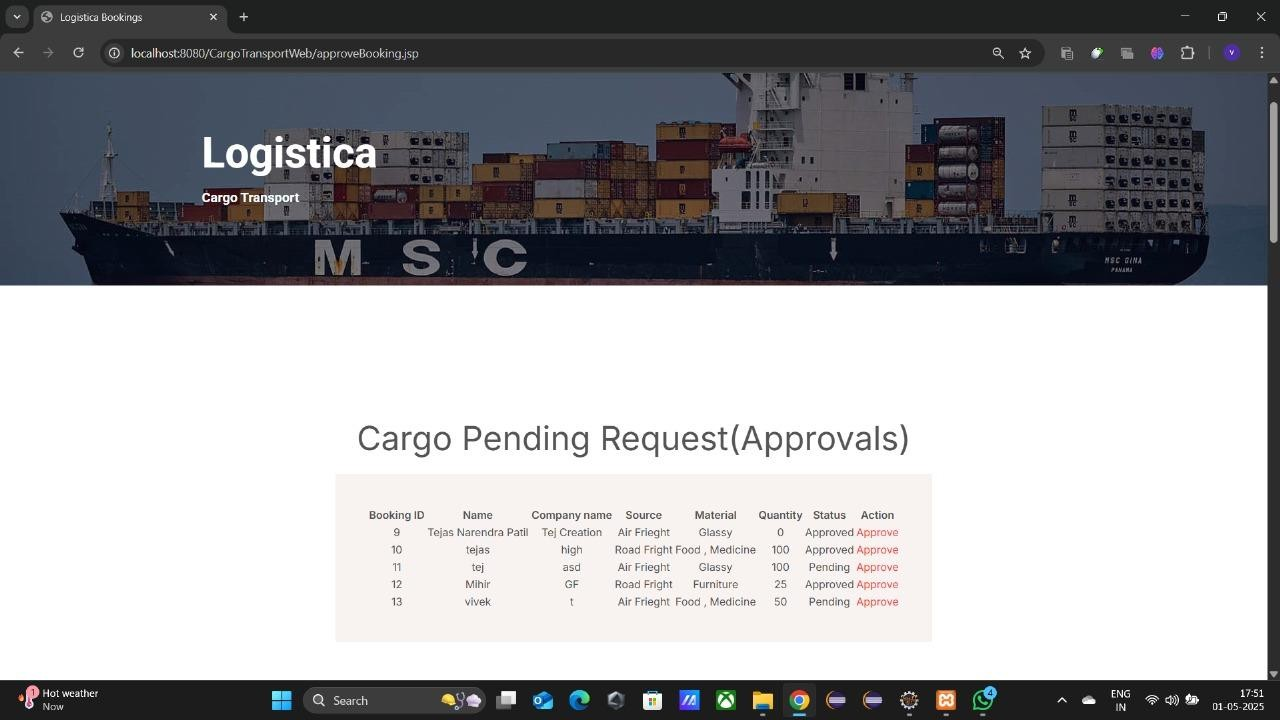 Logistica Bookings
localhost:8080/CargoTransportWeb/approveBooking.jsp
V
Logistica
Cargo Transport
M S C
MSC GINA
PANAMA
Cargo Pending Request(Approvals)
Booking ID Name Company name Source Material Quantity Status Action
9 Tejas Narendra Patil Tej Creation Air Frieght Glassy 0 Approved Approve
10 tejas high Road Fright Food , Medicine 100 Approved Approve
11 tej asd Air Frieght Glassy 100 Pending Approve
12 Mihir GF Road Fright Furniture 25 Approved Approve
13 vivek t Air Frieght Food , Medicine 50 Pending Approve
1 Hot weather
Now
Search
4
ENG
IN
17:51
01-05-2025